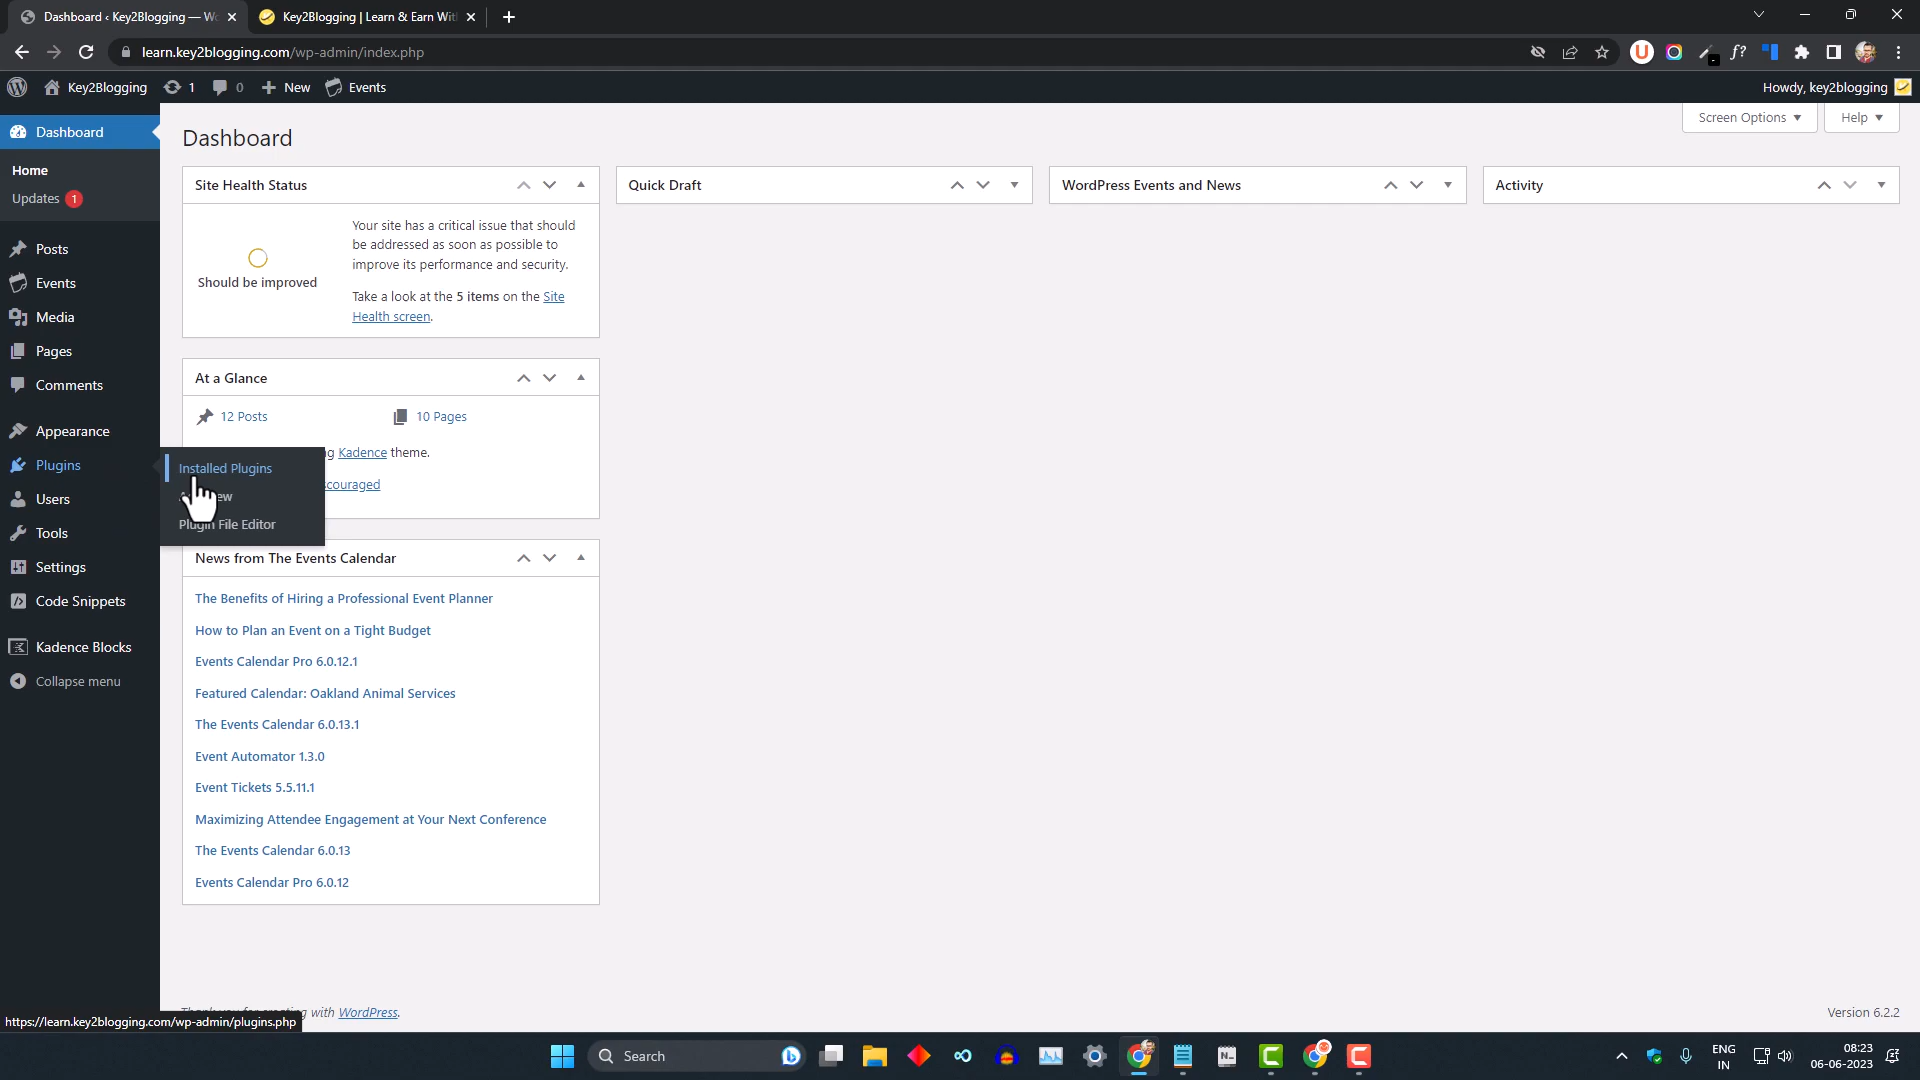 Dashboard ‹ Key2Blogging — Wo
Key2Blogging | Learn & Earn With
learn.key2blogging.com/wp-admin/index.php
Key2Blogging
1
0
New
Events
Howdy, key2blogging
Dashboard
Home
Updates 1
Posts
Events
Media
Pages
Comments
Appearance
Plugins
Users
Tools
Settings
Code Snippets
Kadence Blocks
Collapse menu
Installed Plugins
Plugin File Editor
Dashboard
Screen Options
Help
Site Health Status
Should be improved
Your site has a critical issue that should
be addressed as soon as possible to
improve its performance and security.
Take a look at the 5 items on the Site
Health screen.
At a Glance
12 Posts
10 Pages
Kadence theme.
News from The Events Calendar
The Benefits of Hiring a Professional Event Planner
How to Plan an Event on a Tight Budget
Events Calendar Pro 6.0.12.1
Featured Calendar: Oakland Animal Services
The Events Calendar 6.0.13.1
Event Automator 1.3.0
Event Tickets 5.5.11.1
Maximizing Attendee Engagement at Your Next Conference
The Events Calendar 6.0.13
Events Calendar Pro 6.0.12
Quick Draft
WordPress Events and News
Activity
with WordPress.
Version 6.2.2
https://learn.key2blogging.com/wp-admin/plugins.php
Search
ENG
IN
08:23
06-06-2023